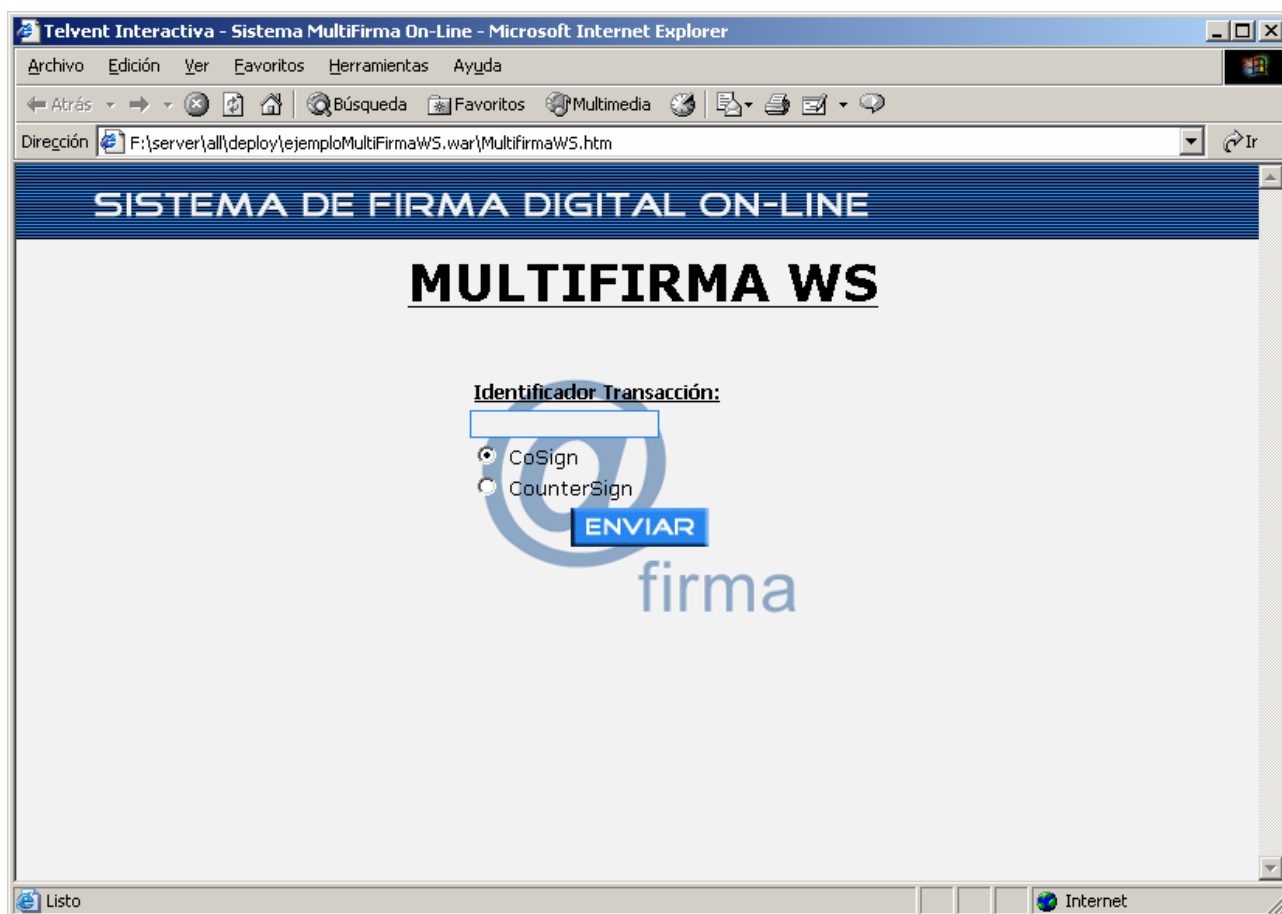 Telvent Interactiva - Sistema MultiFirma On-Line - Microsoft Internet Explorer
Archivo Edición Ver Favoritos Herramientas Ayuda
Atrás Búsqueda Favoritos Multimedia
Dirección F:\server\all\deploy\ejemploMultiFirmaWS.war\MultifirmaWS.htm Ir
SISTEMA DE FIRMA DIGITAL ON-LINE
MULTIFIRMA WS
Identificador Transacción:
CoSign
CounterSign
ENVIAR
@ firma
Listo Internet